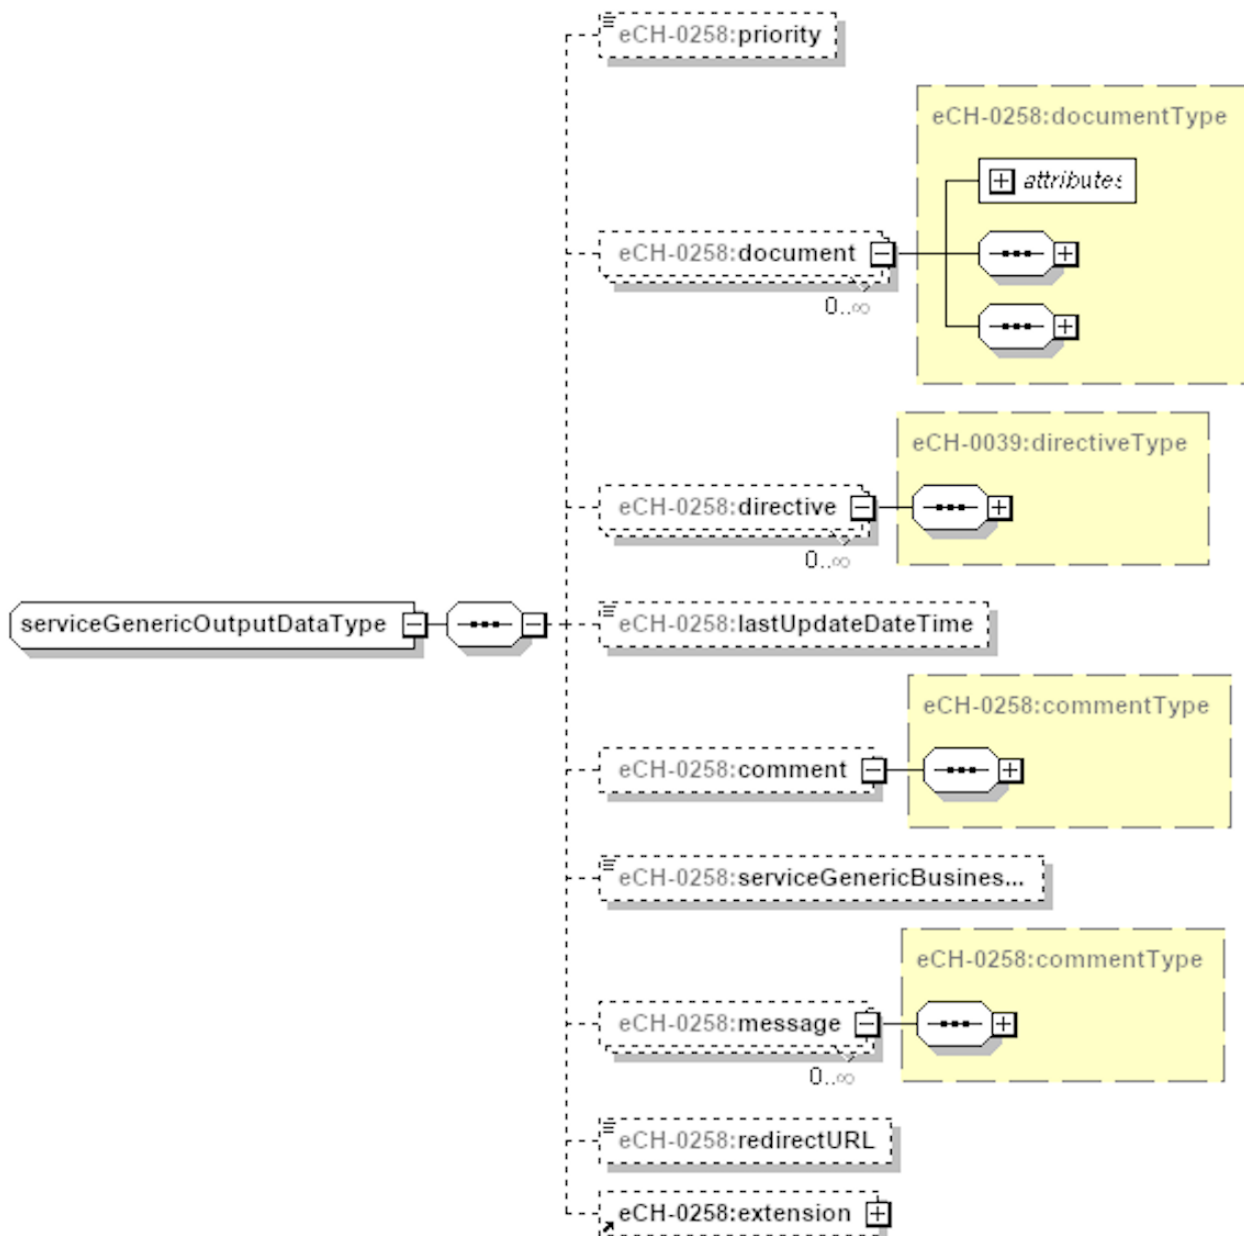 eCH-0258:priority
eCH-0258:documentType
attributes
eCH-0258:document
0..∞
eCH-0039:directiveType
eCH-0258:directive
0..∞
serviceGenericOutputDataType
eCH-0258:lastUpdateDateTime
eCH-0258:commentType
eCH-0258:comment
eCH-0258:serviceGenericBusines...
eCH-0258:commentType
eCH-0258:message
0..∞
eCH-0258:redirectURL
eCH-0258:extension